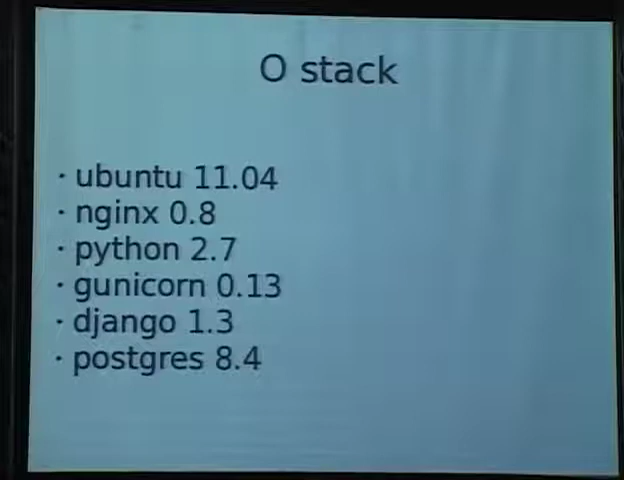 O stack
· ubuntu 11.04
· nginx 0.8
· python 2.7
· gunicorn 0.13
· django 1.3
· postgres 8.4